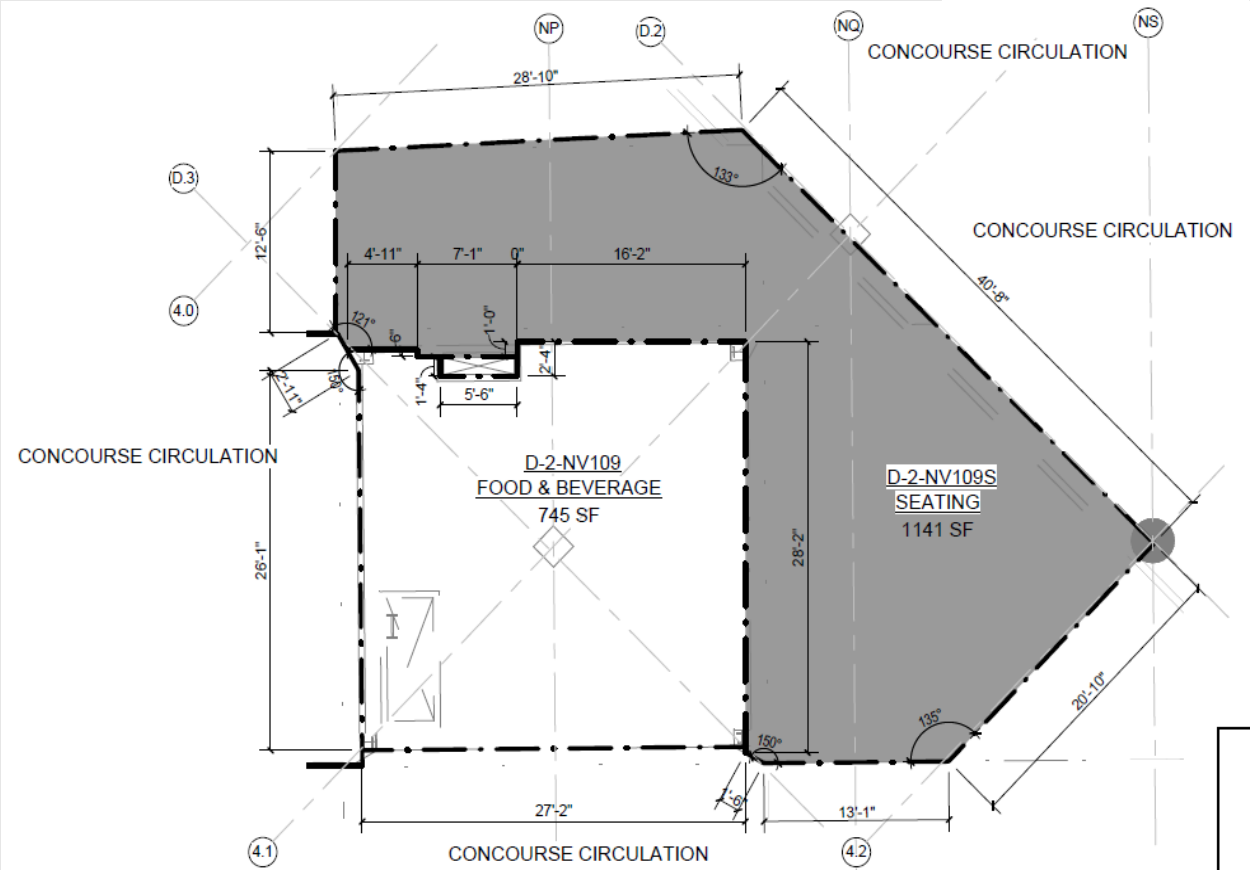 NP
D.2
NQ
NS
CONCOURSE CIRCULATION
28'-10"
133°
D.3
12'-6"
4'-11"
7'-1"
0"
16'-2"
CONCOURSE CIRCULATION
40'-8"
4.0
121°
6"
1'-0"
2'-4"
2'-11"
150°
1'-4"
5'-6"
CONCOURSE CIRCULATION
D-2-NV109
FOOD & BEVERAGE
745 SF
D-2-NV109S
SEATING
1141 SF
26'-1"
28'-2"
20'-10"
135°
150°
1'-6"
27'-2"
13'-1"
4.1
CONCOURSE CIRCULATION
4.2